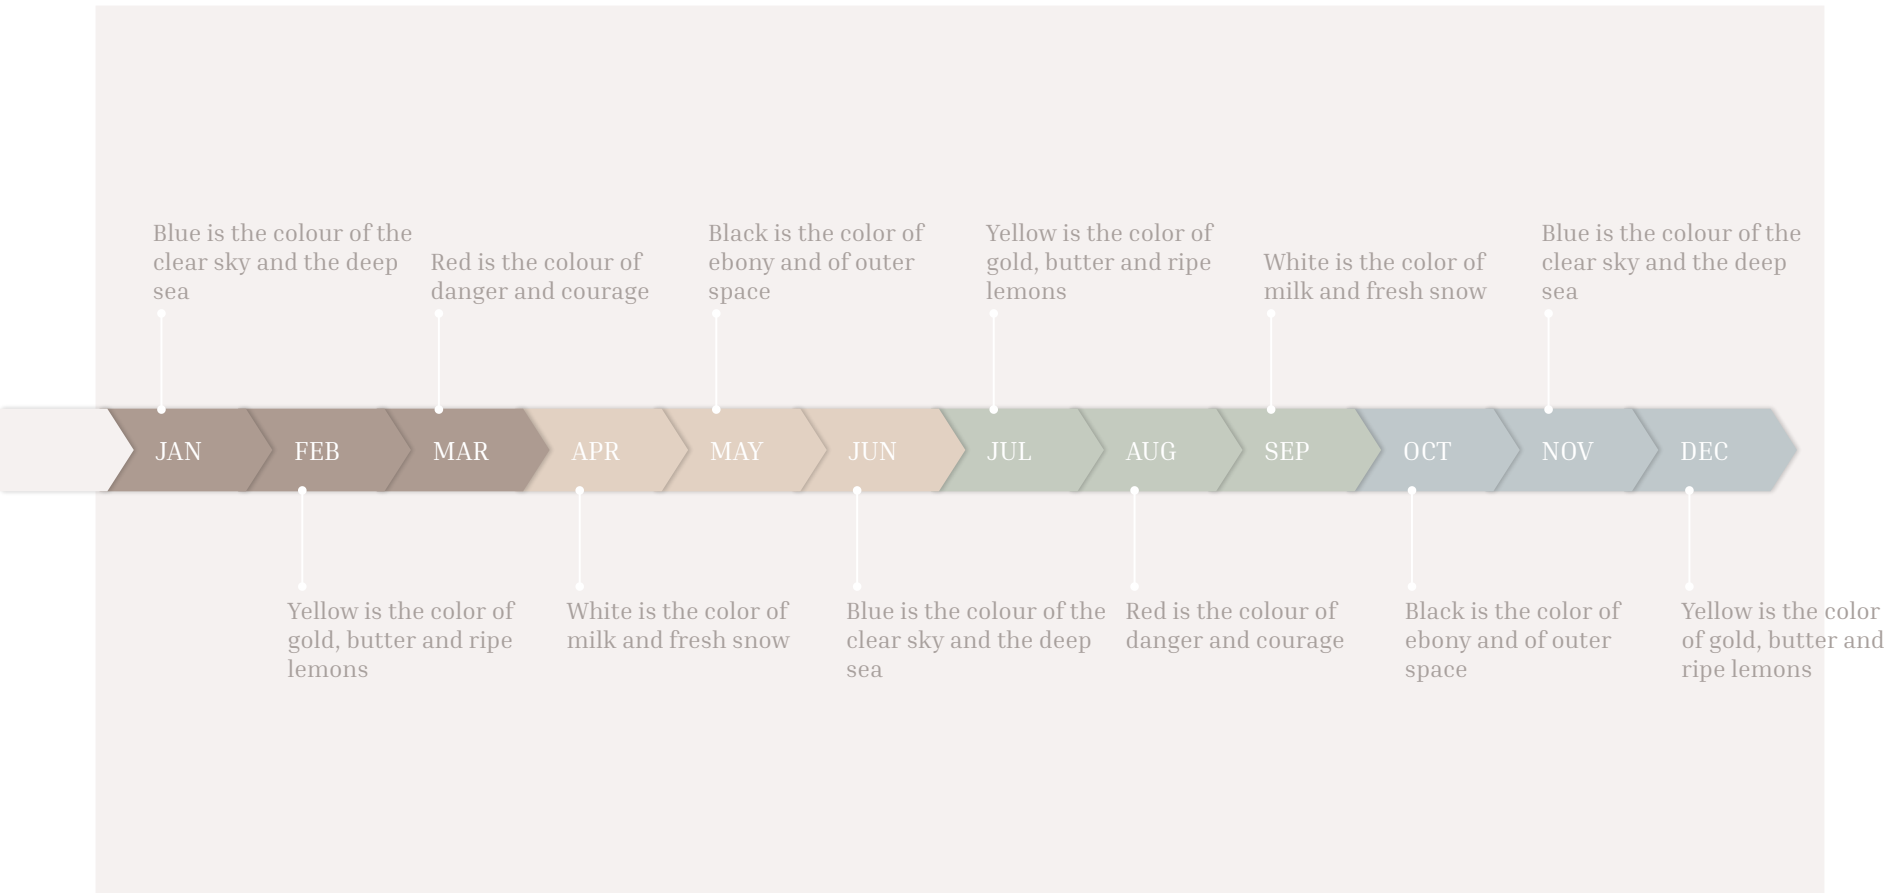 Blue is the colour of the
clear sky and the deep
sea
Red is the colour of
danger and courage
Black is the color of
ebony and of outer
space
Yellow is the color of
gold, butter and ripe
lemons
White is the color of
milk and fresh snow
Blue is the colour of the
clear sky and the deep
sea
JAN
FEB
MAR
APR
MAY
JUN
JUL
AUG
SEP
OCT
NOV
DEC
Yellow is the color of
gold, butter and ripe
lemons
White is the color of
milk and fresh snow
Blue is the colour of the
clear sky and the deep
sea
Red is the colour of
danger and courage
Black is the color of
ebony and of outer
space
Yellow is the color
of gold, butter and
ripe lemons